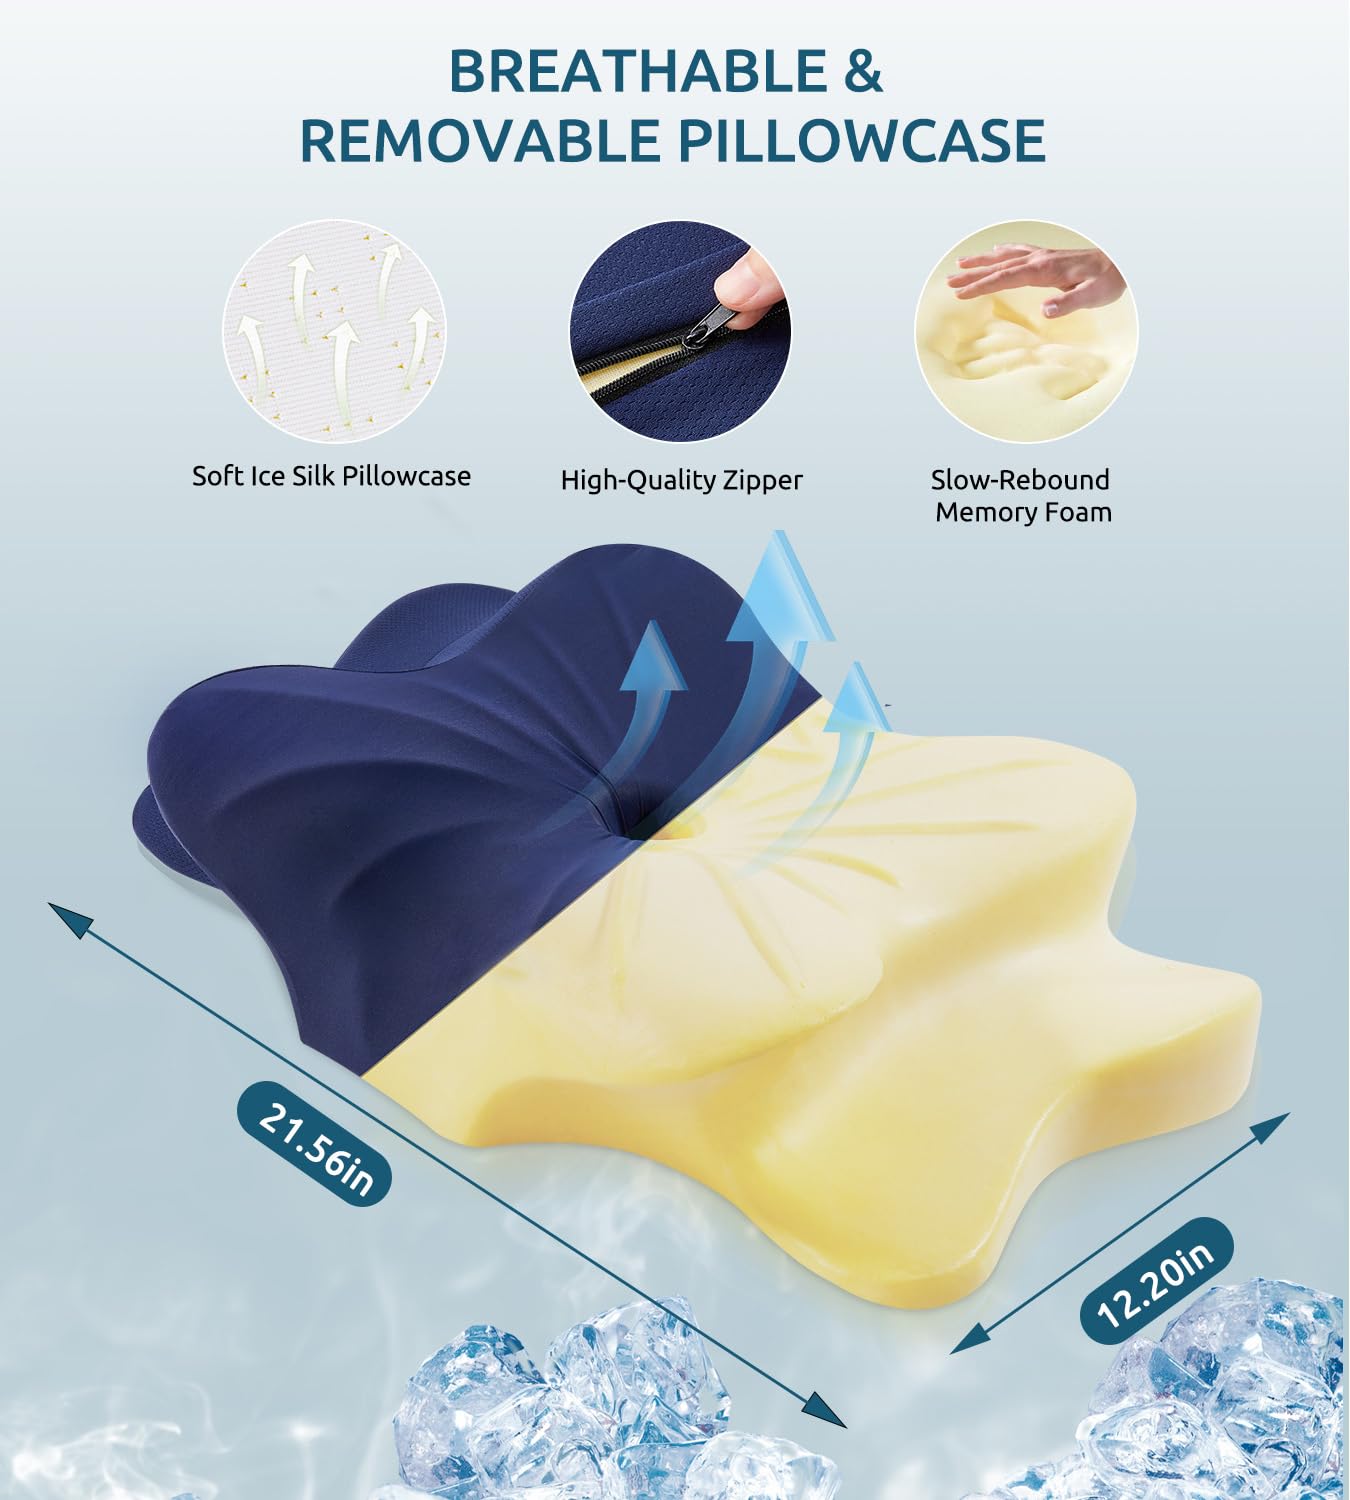 BREATHABLE &
REMOVABLE PILLOWCASE
Soft Ice Silk Pillowcase
High-Quality Zipper
Slow-Rebound
Memory Foam
21.56in
12.20in